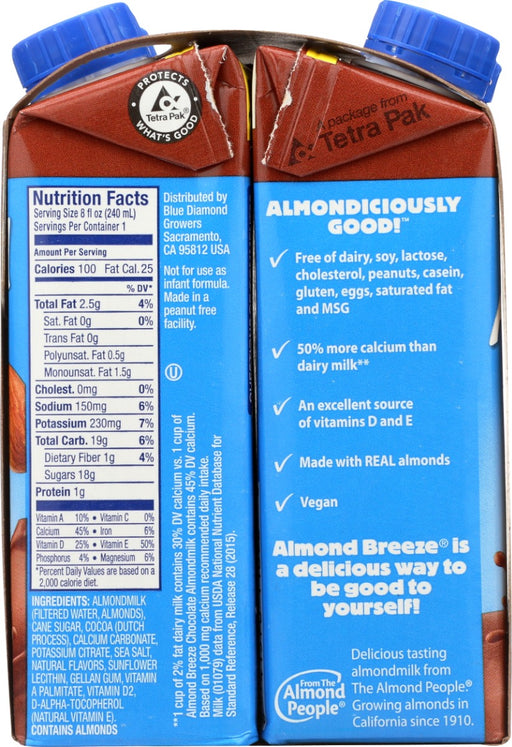 PROTECTS
Tetra Pak®
WHAT'S GOOD
A package from
Tetra Pak
Nutrition Facts
Serving Size 8 fl oz (240 mL)
Servings Per Container 1
Amount Per Serving
Calories 100 Fat Cal. 25
% DV*
Total Fat 2.5g 4%
Sat. Fat 0g 0%
Trans Fat 0g
Polyunsat. Fat 0.5g
Monounsat. Fat 1.5g
Cholest. 0mg 0%
Sodium 150mg 6%
Potassium 230mg 7%
Total Carb. 19g 6%
Dietary Fiber 1g 4%
Sugars 18g
Protein 1g
Vitamin A 10% • Vitamin C 0%
Calcium 45% • Iron 6%
Vitamin D 25% • Vitamin E 50%
Phosphorus 4% • Magnesium 6%
*Percent Daily Values are based on a
2,000 calorie diet.
INGREDIENTS: ALMONDMILK
(FILTERED WATER, ALMONDS),
CANE SUGAR, COCOA (DUTCH
PROCESS), CALCIUM CARBONATE,
POTASSIUM CITRATE, SEA SALT,
NATURAL FLAVORS, SUNFLOWER
LECITHIN, GELLAN GUM, VITAMIN
A PALMITATE, VITAMIN D2,
D-ALPHA-TOCOPHEROL
(NATURAL VITAMIN E).
CONTAINS ALMONDS
Distributed by
Blue Diamond
Growers
Sacramento,
CA 95812 USA
Not for use as
infant formula.
Made in a
peanut free
facility.
U
**1 cup of 2% fat dairy milk contains 30% DV calcium vs. 1 cup of
Almond Breeze Chocolate Almondmilk contains 45% DV calcium.
Based on 1,000 mg calcium recommended daily intake.
Milk (01079) data from USDA National Nutrient Database for
Standard Reference, Release 28 (2015).
ALMONDICIOUSLY
GOOD!™
Free of dairy, soy, lactose,
cholesterol, peanuts, casein,
gluten, eggs, saturated fat
and MSG
50% more calcium than
dairy milk**
An excellent source
of vitamins D and E
Made with REAL almonds
Vegan
Almond Breeze® is
a delicious way to
be good to
yourself!
From The
Almond
People®
Delicious tasting
almondmilk from
The Almond People.®
Growing almonds in
California since 1910.